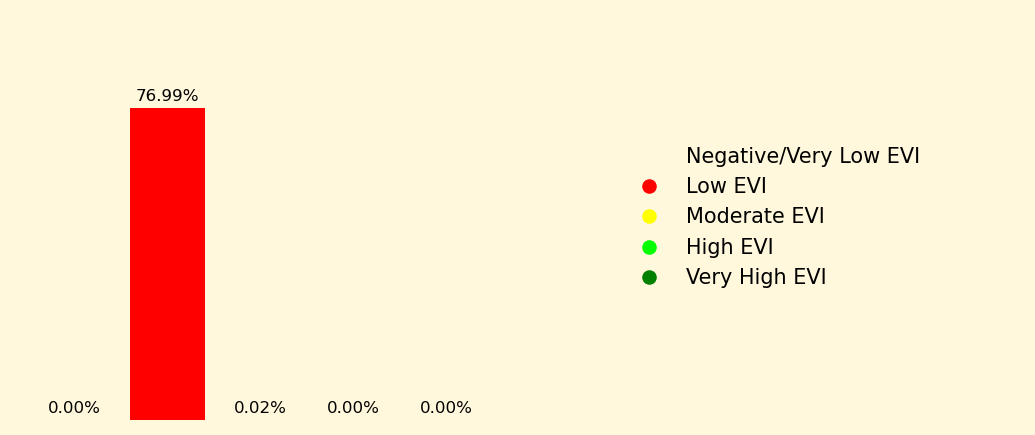 76.99%
0.00%
0.02%
0.00%
0.00%
Negative/Very Low EVI
Low EVI
Moderate EVI
High EVI
Very High EVI